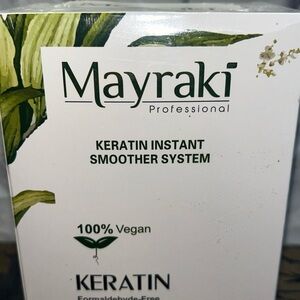 Mayraki
Professional
KERATIN INSTANT
SMOOTHER SYSTEM
100% Vegan
KERATIN
Formaldehyde-Free